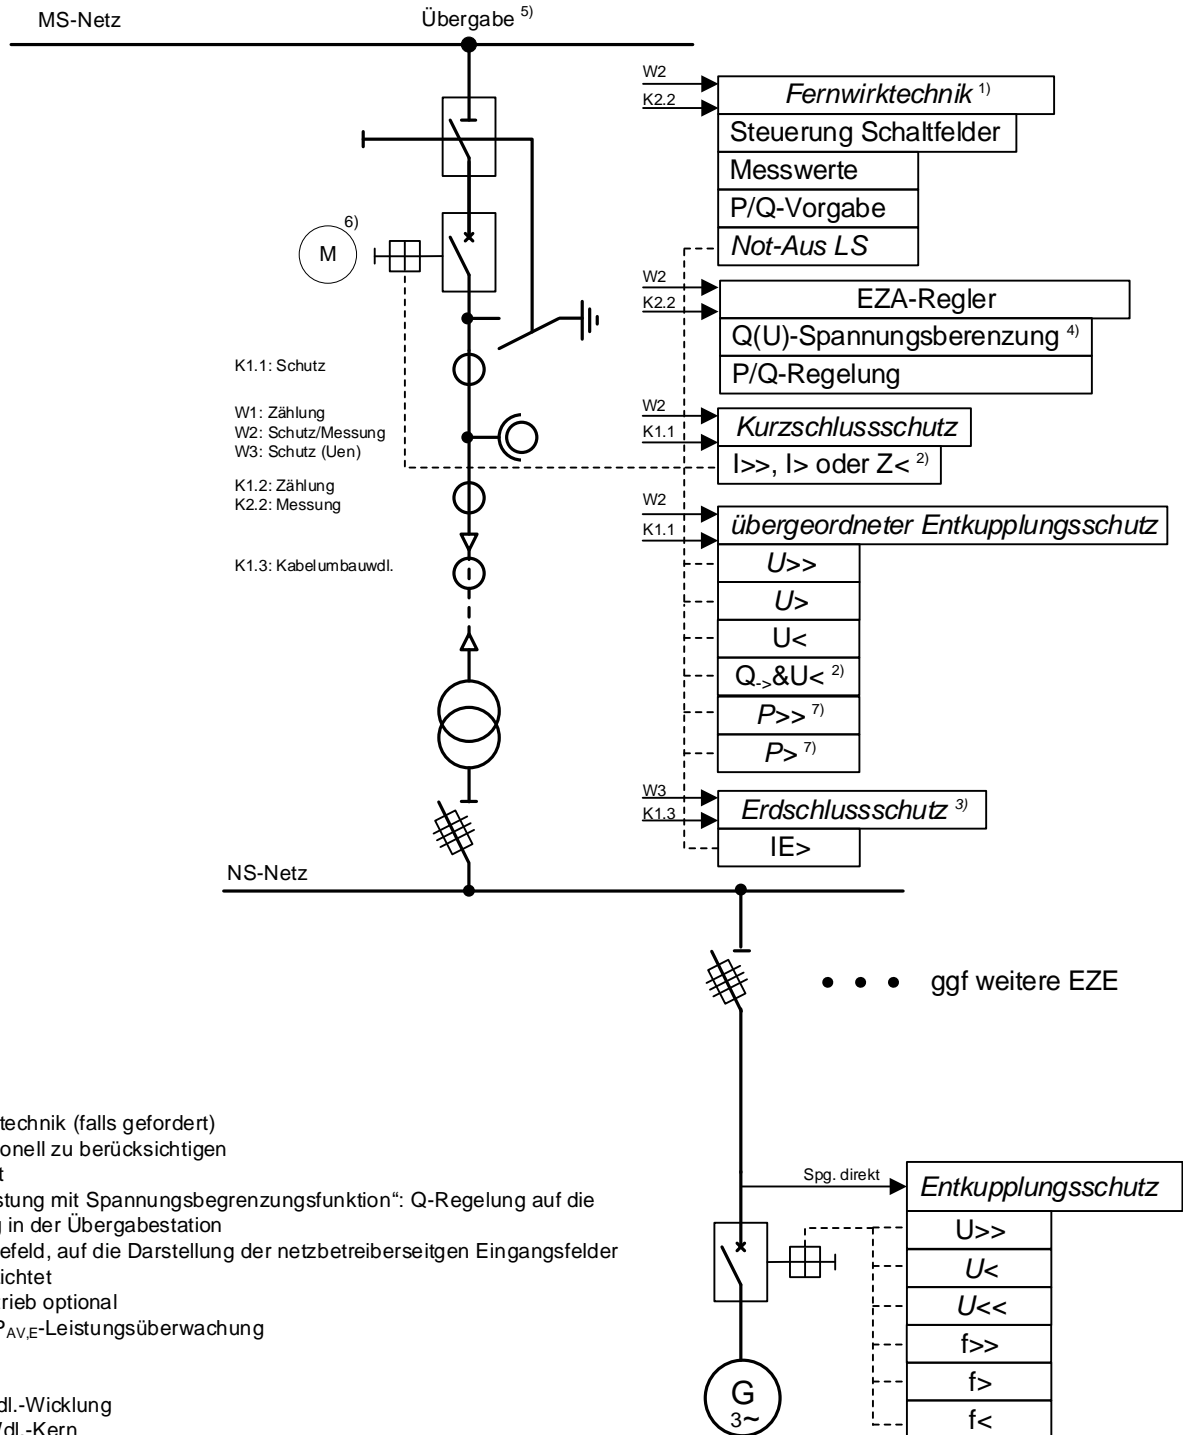 MS-Netz
Übergabe 5)
W2
K2.2
Fernwirktechnik 1)
Steuerung Schaltfelder
Messwerte
P/Q-Vorgabe
Not-Aus LS
M 6)
W2
K2.2
EZA-Regler
Q(U)-Spannungsberenzung 4)
P/Q-Regelung
K1.1: Schutz
W1: Zählung
W2: Schutz/Messung
W3: Schutz (Uen)
K1.2: Zählung
K2.2: Messung
K1.3: Kabelumbauwdl.
W2
K1.1
Kurzschlussschutz
I>>, I> oder Z< 2)
W2
K1.1
übergeordneter Entkupplungsschutz
U>>
U>
U<
Q->&U< 2)
P>> 7)
P> 7)
W3
K1.3
Erdschlussschutz 3)
IE>
NS-Netz
ggf weitere EZE
technik (falls gefordert)
onell zu berücksichtigen
t
stung mit Spannungsbegrenzungsfunktion“: Q-Regelung auf die
g in der Übergabestation
efeld, auf die Darstellung der netzbetreiberseitgen Eingangsfelder
ichtet
trieb optional
PAV,E-Leistungsüberwachung
dl.-Wicklung
Wdl.-Kern
Spg. direkt
Entkupplungsschutz
U>>
U<
U<<
f>>
f>
f<
G
3~